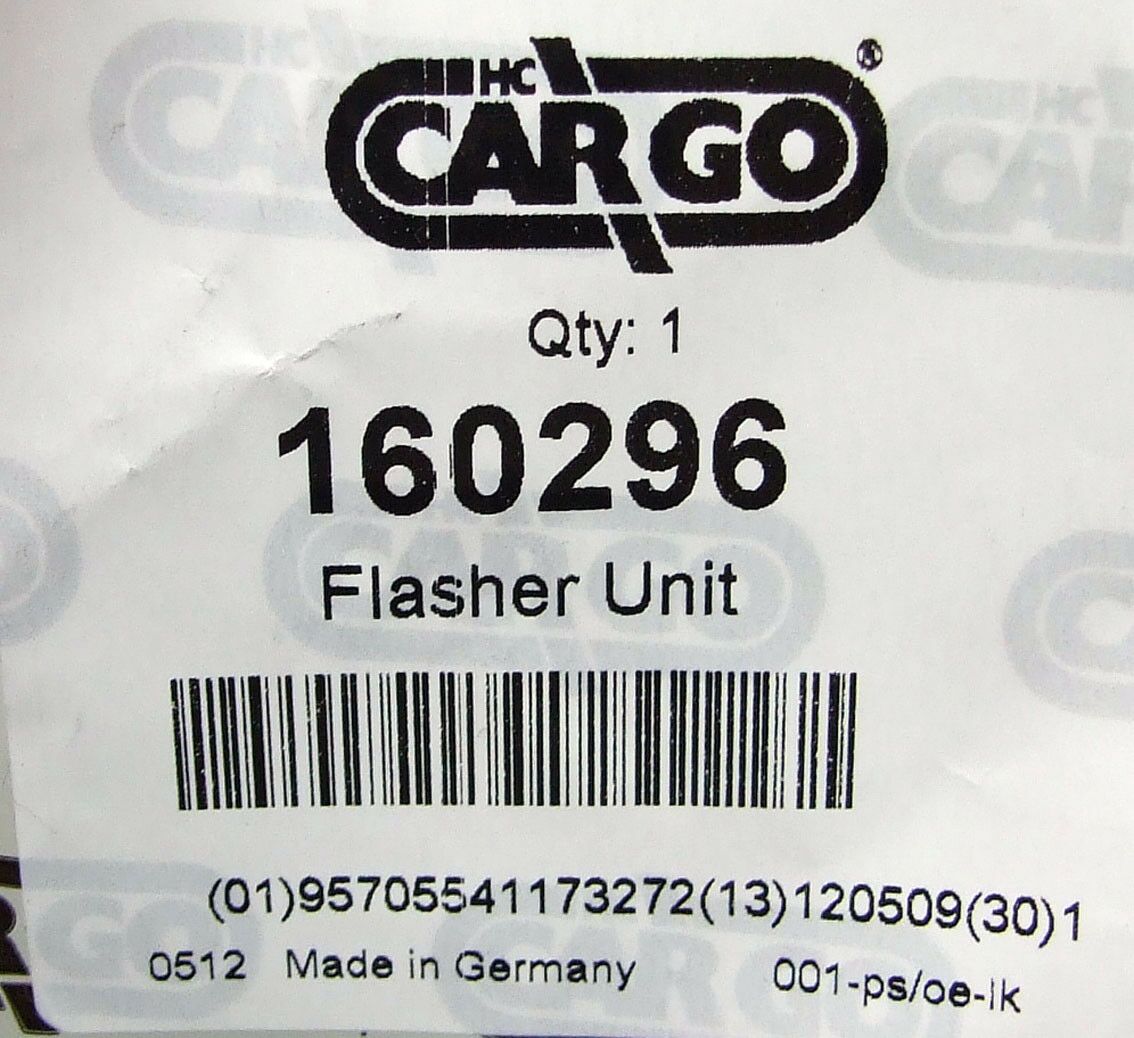 HC
CARGO®
Qty: 1
160296
Flasher Unit
(01)95705541173272(13)120509(30)1
0512 Made in Germany 001-ps/oe-lk